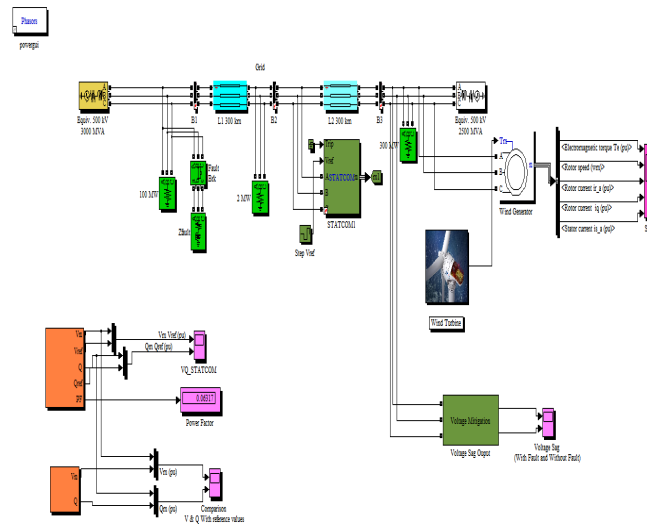 Phasors
powergui
Grid
A
B
C
Equiv. 500 kV
3000 MVA
B1
L1 300 km
B2
L2 300 km
B3
A
B
C
Equiv. 500 kV
2500 MVA
100 MW
Fault
Brk
Zfault
2 MW
Trip
Vref
A
STATCOM
m
B
STATCOM1
Step Vref
300 MW
Tm
A
B
C
m
Wind Generator
<Electromagnetic torque Te (pu)>
<Rotor speed (wm)>
<Rotor current ir_a (pu)>
<Rotor current iq (pu)>
<Stator current is_a (pu)>
S
Wind Turbine
Vm
Vref
Q
Qref
PF
Vm Vref (pu)
Qm Qref (pu)
VQ_STATCOM
0.06317
Power Factor
Vm
Q
Vm (pu)
Qm (pu)
Comparison
V & Q With reference values
Voltage Mitigation
Voltage Sag Ouput
Voltage Sag
(With Fault and Without Fault)